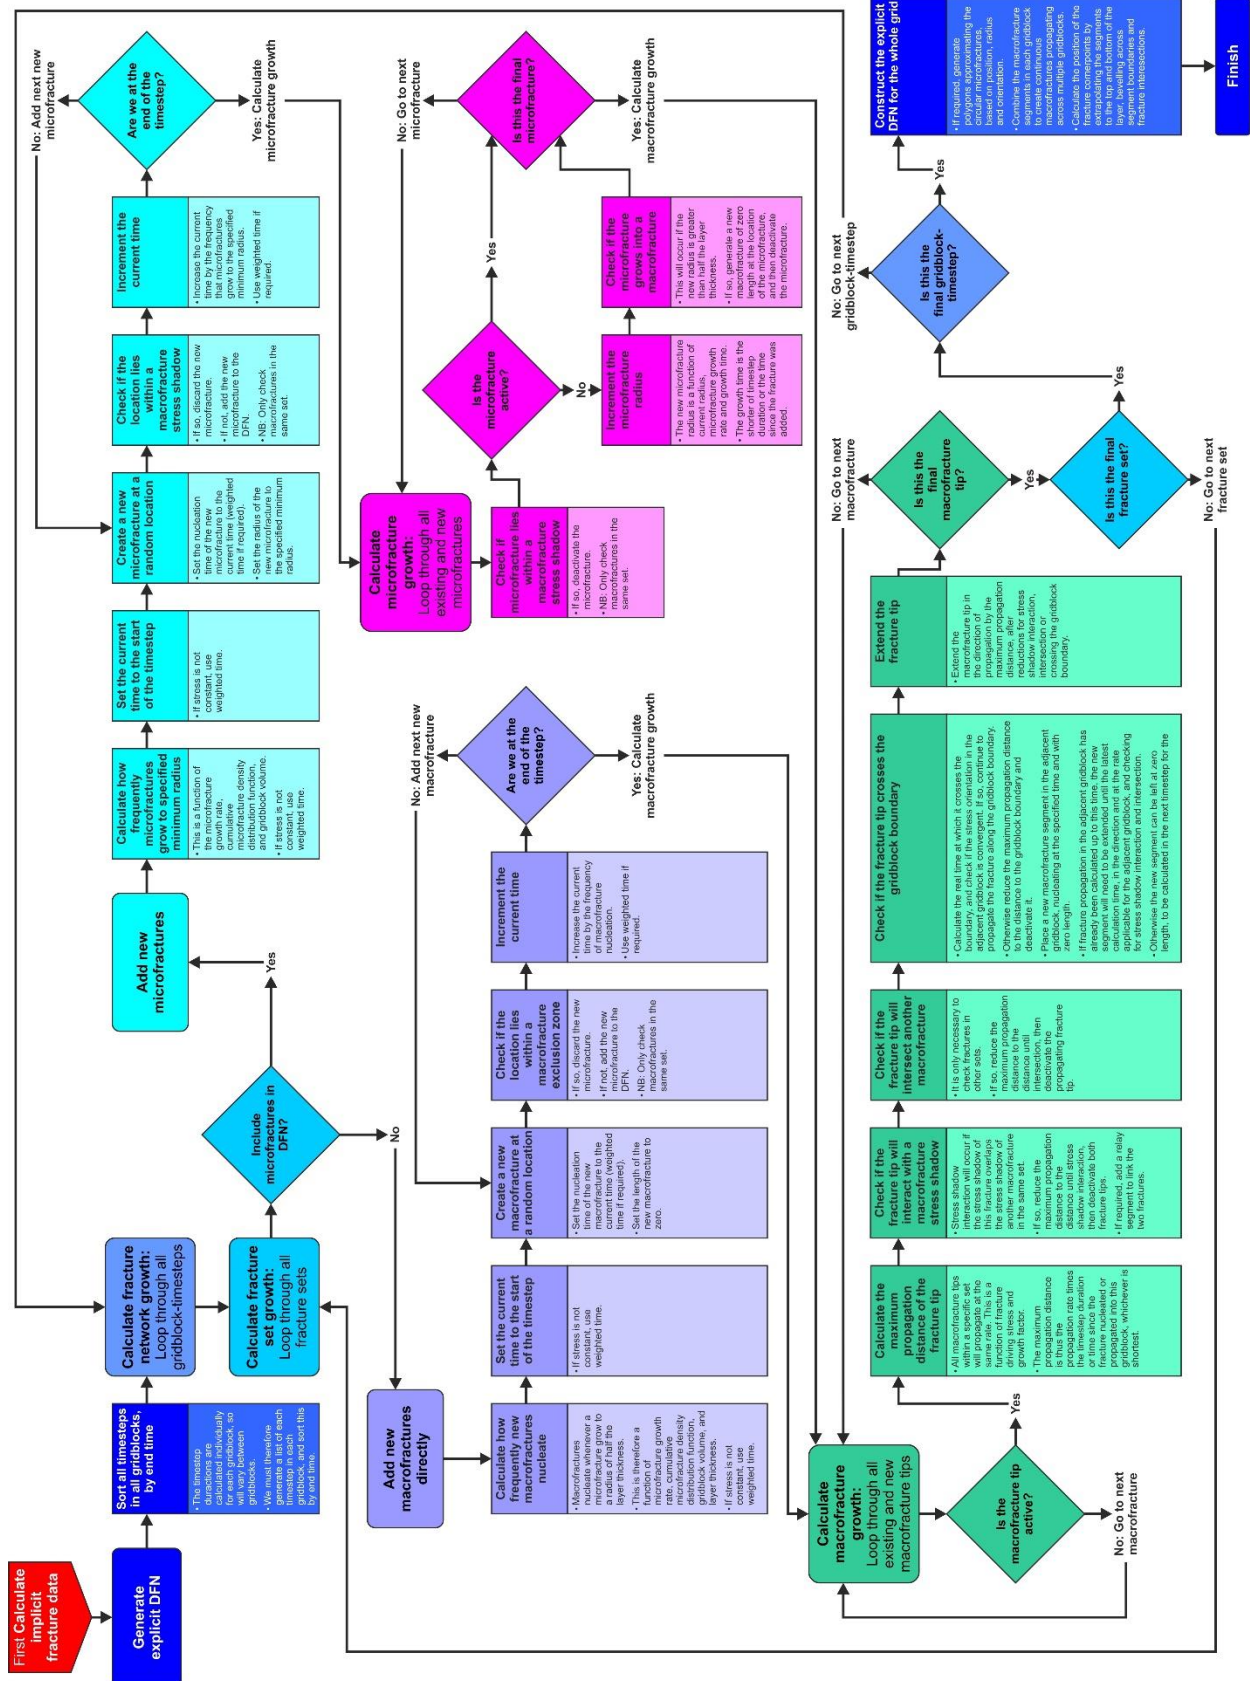 First Calculate
implicit
fracture data
Generate
explicit DFN
Sort all timesteps
in all gridblocks,
by end time
• The timestep
durations are
calculated individually
for each gridblock, so
will vary between
gridblocks.
• We must therefore
generate a list of each
timestep in each
gridblock, and sort this
by end time.
Calculate fracture
network growth:
Loop through all
gridblock-timesteps
Calculate fracture
set growth:
Loop through all
fracture sets
Include
microfractures in
DFN?
Yes
No
Add new
microfractures
Calculate how
frequently
microfractures
grow to specified
minimum radius
• This is a function of
the microfracture
growth rate,
cumulative
microfracture density
distribution function,
and gridblock volume.
• If stress is not
constant, use
weighted time.
Set the current
time to the start
of the timestep
• If stress is not
constant, use
weighted time.
Create a new
microfracture at a
random location
• Set the nucleation
time of the new
microfracture to the
current time (weighted
time if required).
• Set the radius of the
new microfracture to
the specified minimum
radius.
Check if the
location lies
within a
macrofracture
stress shadow
• If so, discard the new
microfracture.
• If not, add the new
microfracture to the
DFN.
• NB: Only check
macrofractures in the
same set.
Increment the
current time
• Increase the current
time by the frequency
that microfractures
grow to the specified
minimum radius.
• Use weighted time if
required.
Are we at the
end of the
timestep?
No: Add next new
microfracture
Yes: Calculate
microfracture growth
Calculate
microfracture
growth:
Loop through all
existing and new
microfractures
Check if
microfracture lies
within a
macrofracture
stress shadow
• If so, deactivate the
microfracture.
• NB: Only check
macrofractures in the
same set.
Is the
microfracture
active?
Yes
No
Increment the
microfracture
radius
• The new microfracture
radius is a function of
current radius,
microfracture growth
rate and growth time.
• The growth time is the
shorter of timestep
duration or the time
since the fracture was
added.
Check if the
microfracture
grows into a
macrofracture
• This will occur if the
new radius is greater
than half the layer
thickness.
• If so, generate a new
macrofracture of zero
length at the location
of the microfracture,
and then deactivate
the microfracture.
Is this the final
microfracture?
No: Go to next
microfracture
Yes: Calculate
macrofracture growth
Add new
macrofractures
directly
Calculate how
frequently new
macrofractures
nucleate
• Macrofractures
nucleate whenever a
microfracture grow to
a radius of half the
layer thickness.
• This is therefore a
function of
microfracture growth
rate, cumulative
microfracture density
distribution function,
gridblock volume, and
layer thickness.
• If stress is not
constant, use
weighted time.
Set the current
time to the start
of the timestep
• If stress is not
constant, use
weighted time.
Create a new
macrofracture at
a random location
• Set the nucleation
time of the new
macrofracture to the
current time (weighted
time if required).
• Set the length of the
new macrofracture to
zero.
Check if the
location lies
within a
macrofracture
exclusion zone
• If so, discard the new
microfracture.
• If not, add the new
microfracture to the
DFN.
• NB: Only check
macrofractures in the
same set.
Increment the
current time
• Increase the current
time by the frequency
of macrofracture
nucleation.
• Use weighted time if
required.
Are we at the
end of the
timestep?
No: Add next new
macrofracture
Yes: Calculate
macrofracture growth
Calculate
macrofracture
growth:
Loop through all
existing and new
macrofracture tips
Is the
macrofracture tip
active?
Yes
No: Go to next
macrofracture
Calculate the
maximum
propagation
distance of the
fracture tip
• All macrofracture tips
within a specific set
will propagate at the
same rate. This is a
function of fracture
driving stress and
growth factor.
• The maximum
propagation distance
is thus the
propagation rate times
the timestep duration
or time since the
fracture nucleated or
propagated into this
gridblock, whichever is
shortest.
Check if the
fracture tip will
interact with a
macrofracture
stress shadow
• Stress shadow
interaction will occur if
the stress shadow of
this fracture overlaps
the stress shadow of
another macrofracture
in the same set.
• If so, reduce the
maximum propagation
distance to the
distance until stress
shadow interaction,
then deactivate both
fracture tips.
• If required, add a relay
segment to link the
two fractures.
Check if the
fracture tip will
intersect another
macrofracture
• It is only necessary to
check fractures in
other sets.
• If so, reduce the
maximum propagation
distance to the
distance until
intersection, then
deactivate the
propagating fracture
tip.
Check if the fracture tip crosses the
gridblock boundary
• Calculate the real time at which it crosses the
boundary, and check if the stress orientation in the
adjacent gridblock is convergent. If so, continue to
propagate the fracture along the gridblock boundary.
• Otherwise reduce the maximum propagation distance
to the distance to the gridblock boundary and
deactivate it.
• Place a new macrofracture segment in the adjacent
gridblock, nucleating at the specified time and with
zero length.
• If fracture propagation in the adjacent gridblock has
already been calculated up to this time, the new
segment will need to be extended until the latest
calculation time, in the direction and at the rate
applicable for the adjacent gridblock, and checking
for stress shadow interaction and intersection.
• Otherwise the new segment can be left at zero
length, to be calculated in the next timestep for the
Extend the
fracture tip
• Extend the
macrofracture tip in
the direction of
propagation by the
maximum propagation
distance, after
reductions for stress
shadow interaction,
intersection or
crossing the gridblock
boundary.
Is this the
final
macrofracture
tip?
No: Go to next
macrofracture
Yes
Is this the final
fracture set?
No: Go to next
fracture set
Yes
Is this the
final gridblock-
timestep?
No: Go to next
gridblock-timestep
Yes
Construct the explicit
DFN for the whole grid
• If required, generate
polygons approximating the
circular microfractures,
based on position, radius
and orientation.
• Combine the macrofracture
segments in each gridblock
to create continuous
macrofractures propagating
across multiple gridblocks.
• Calculate the position of the
fracture cornerpoints by
extrapolating the segments
to the top and bottom of the
layer, bevelling across
segment boundaries and
fracture interesections.
Finish